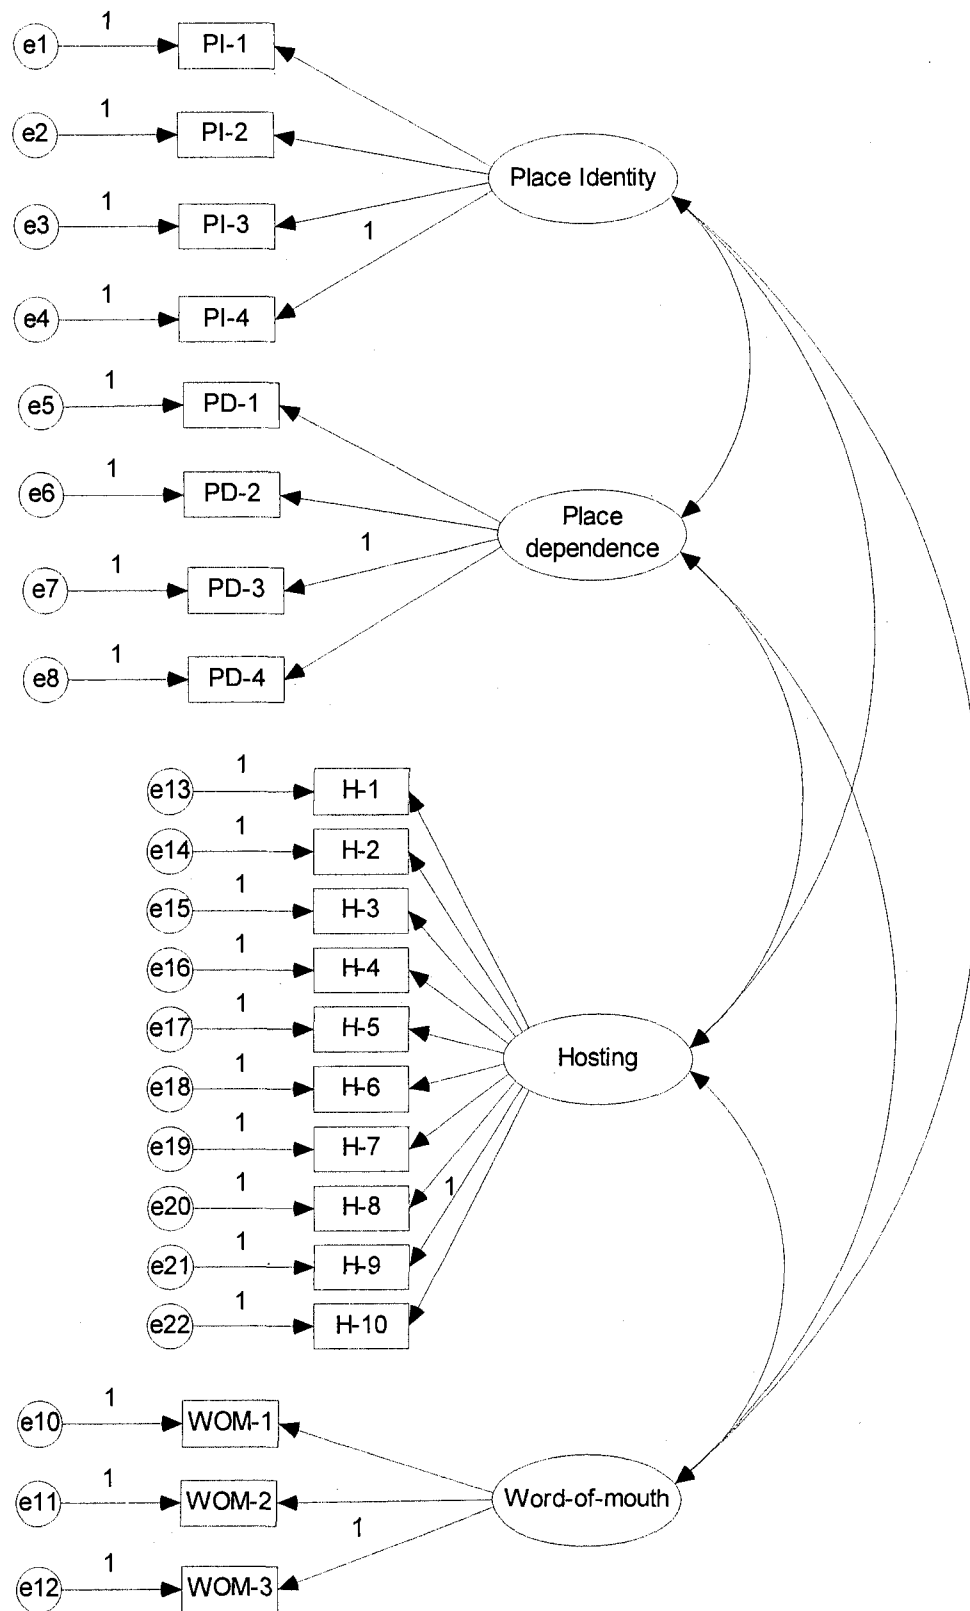 1
e1 PI-1
1
e2 PI-2
Place Identity
1
e3 PI-3
1
1
e4 PI-4
1
e5 PD-1
1
e6 PD-2
Place
dependence
1
1
e7 PD-3
1
e8 PD-4
1
e13 H-1
1
e14 H-2
1
e15 H-3
1
e16 H-4
1
e17 H-5
Hosting
1
e18 H-6
1
e19 H-7
1
1
e20 H-8
1
e21 H-9
1
e22 H-10
1
e10 WOM-1
1
e11 WOM-2
Word-of-mouth
1
1
e12 WOM-3